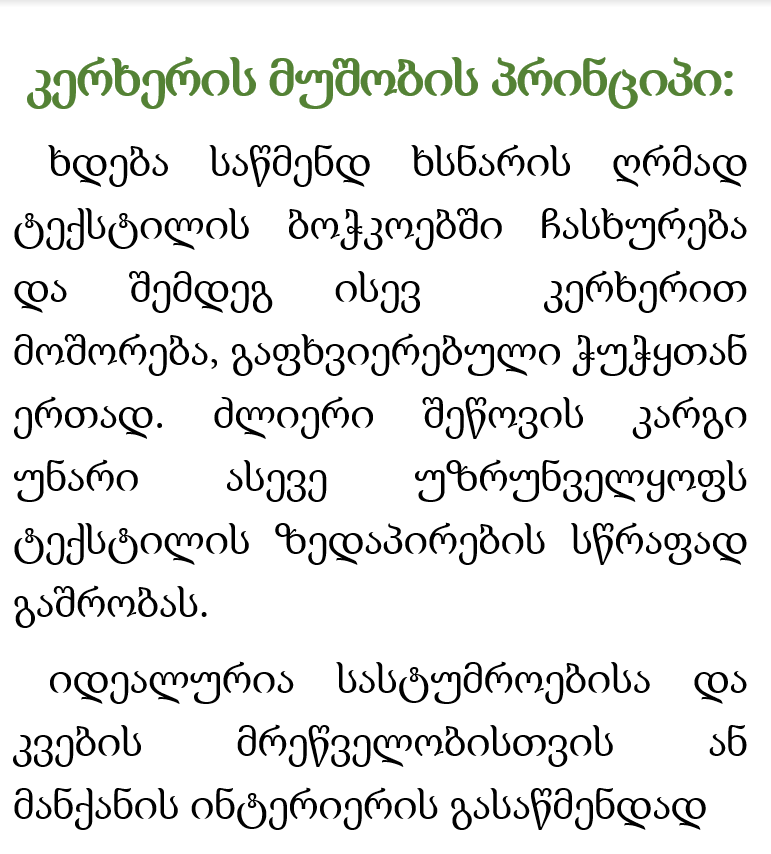 კერხერის მუშობის პრინციპი:
ხდება საწმენდ ხსნარის ღრმად
ტექსტილის ბოჭკოებში ჩასხურება
და შემდეგ ისევ კერხერით
მოშორება, გაფხვიერებული ჭუჭყთან
ერთად. ძლიერი შეწოვის კარგი
უნარი ასევე უზრუნველყოფს
ტექსტილის ზედაპირების სწრაფად
გაშრობას.
იდეალურია სასტუმროებისა და
კვების მრეწველობისთვის ან
მანქანის ინტერიერის გასაწმენდად